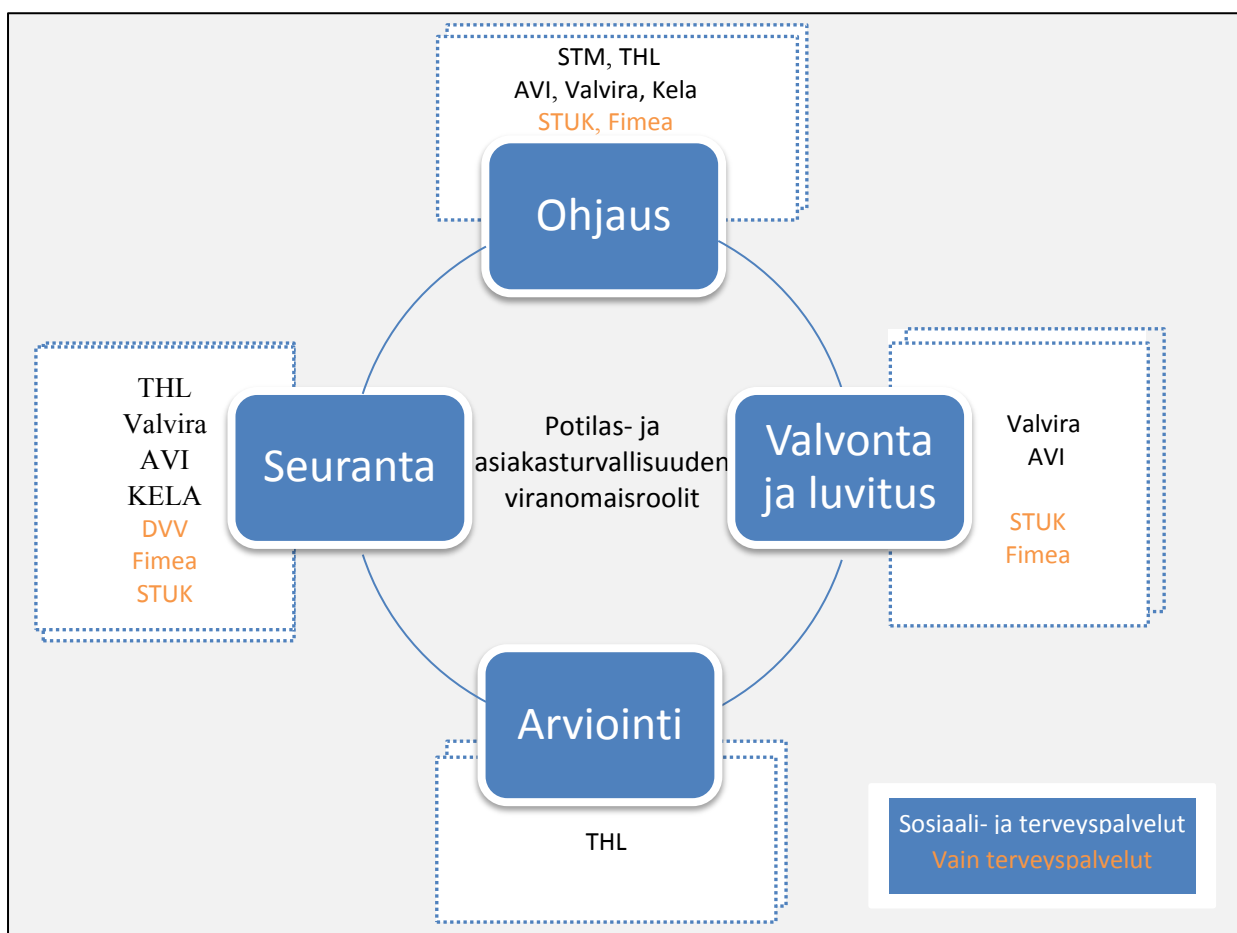 STM, THL
AVI, Valvira, Kela
STUK, Fimea
Ohjaus
THL
Valvira
AVI
KELA
DVV
Fimea
STUK
Seuranta
Potilas- ja
asiakasturvallisuuden
viranomaisroolit
Valvonta
ja luvitus
Valvira
AVI
STUK
Fimea
Arviointi
THL
Sosiaali- ja terveyspalvelut
Vain terveyspalvelut